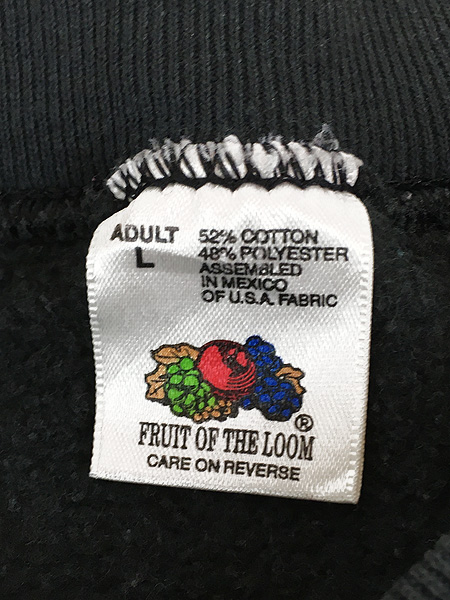 ADULT
L
52% COTTON
48% POLYESTER
ASSEMBLED
IN MEXICO
OF U.S.A. FABRIC
®
FRUIT OF THE LOOM
CARE ON REVERSE